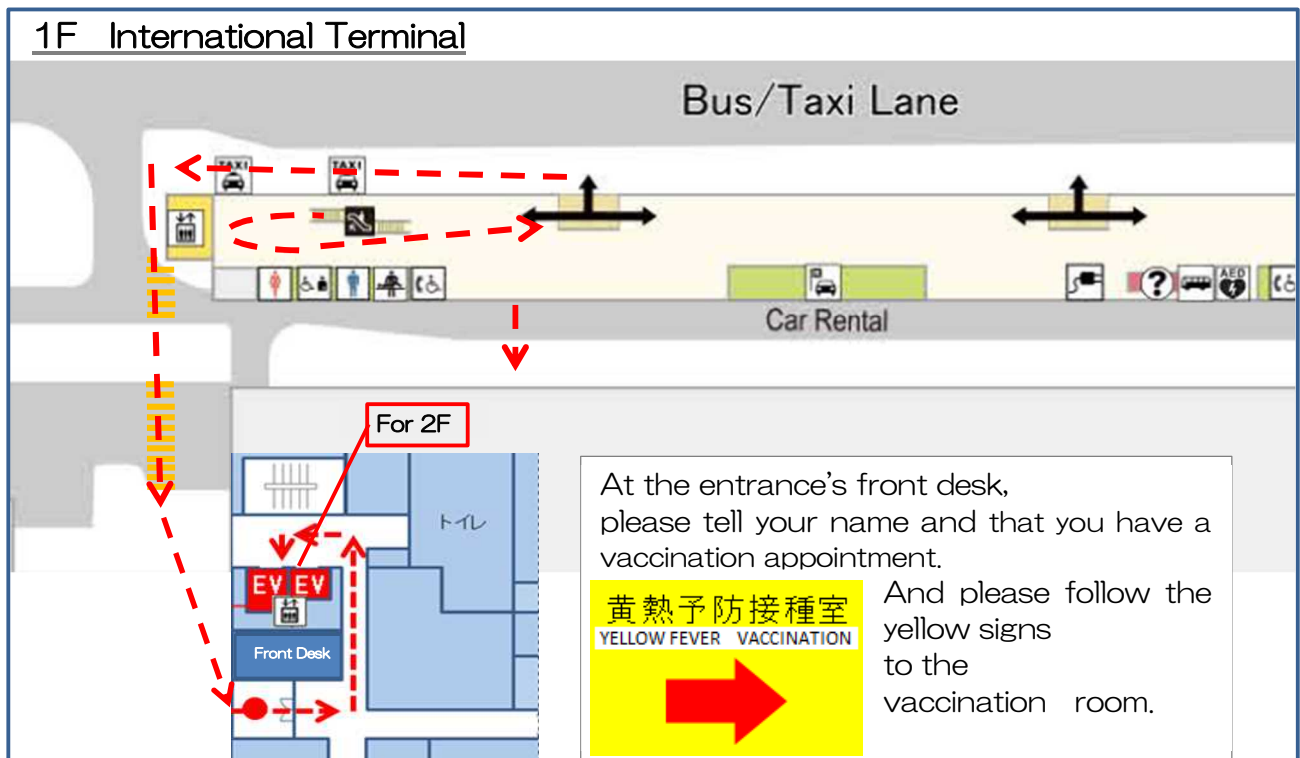 1F International Terminal
Bus/Taxi Lane
TAXI
TAXI
?
AED
Car Rental
For 2F
トイレ
EV EV
Front Desk
At the entrance's front desk,
please tell your name and that you have a
vaccination appointment.
黄熱予防接種室
YELLOW FEVER VACCINATION
And please follow the
yellow signs
to the
vaccination room.